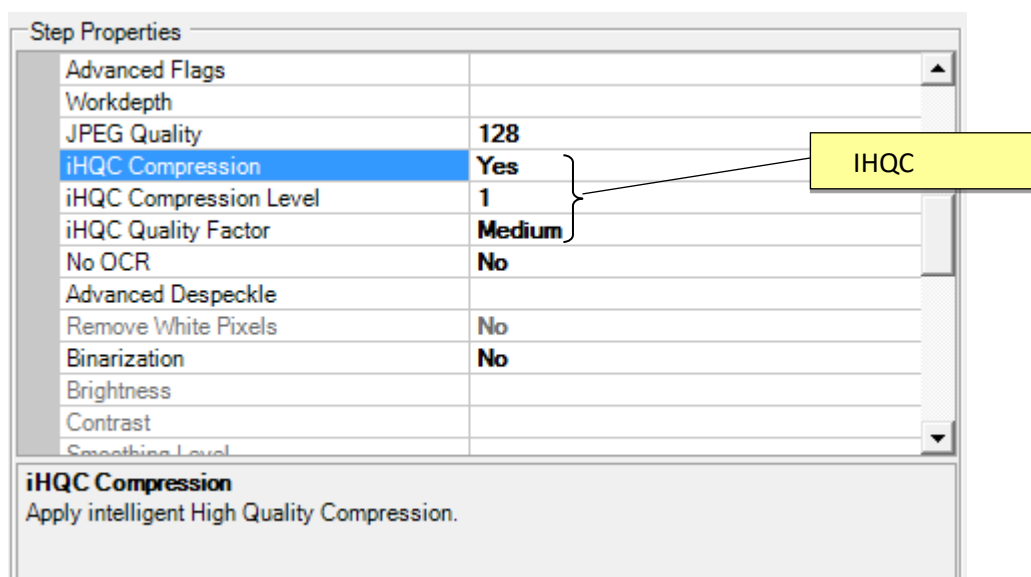 Step Properties
Advanced Flags
Workdepth
JPEG Quality 128
iHQC Compression Yes
IHQC
iHQC Compression Level 1
iHQC Quality Factor Medium
No OCR No
Advanced Despeckle
Remove White Pixels No
Binarization No
Brightness
Contrast
Smoothing Level
iHQC Compression
Apply intelligent High Quality Compression.